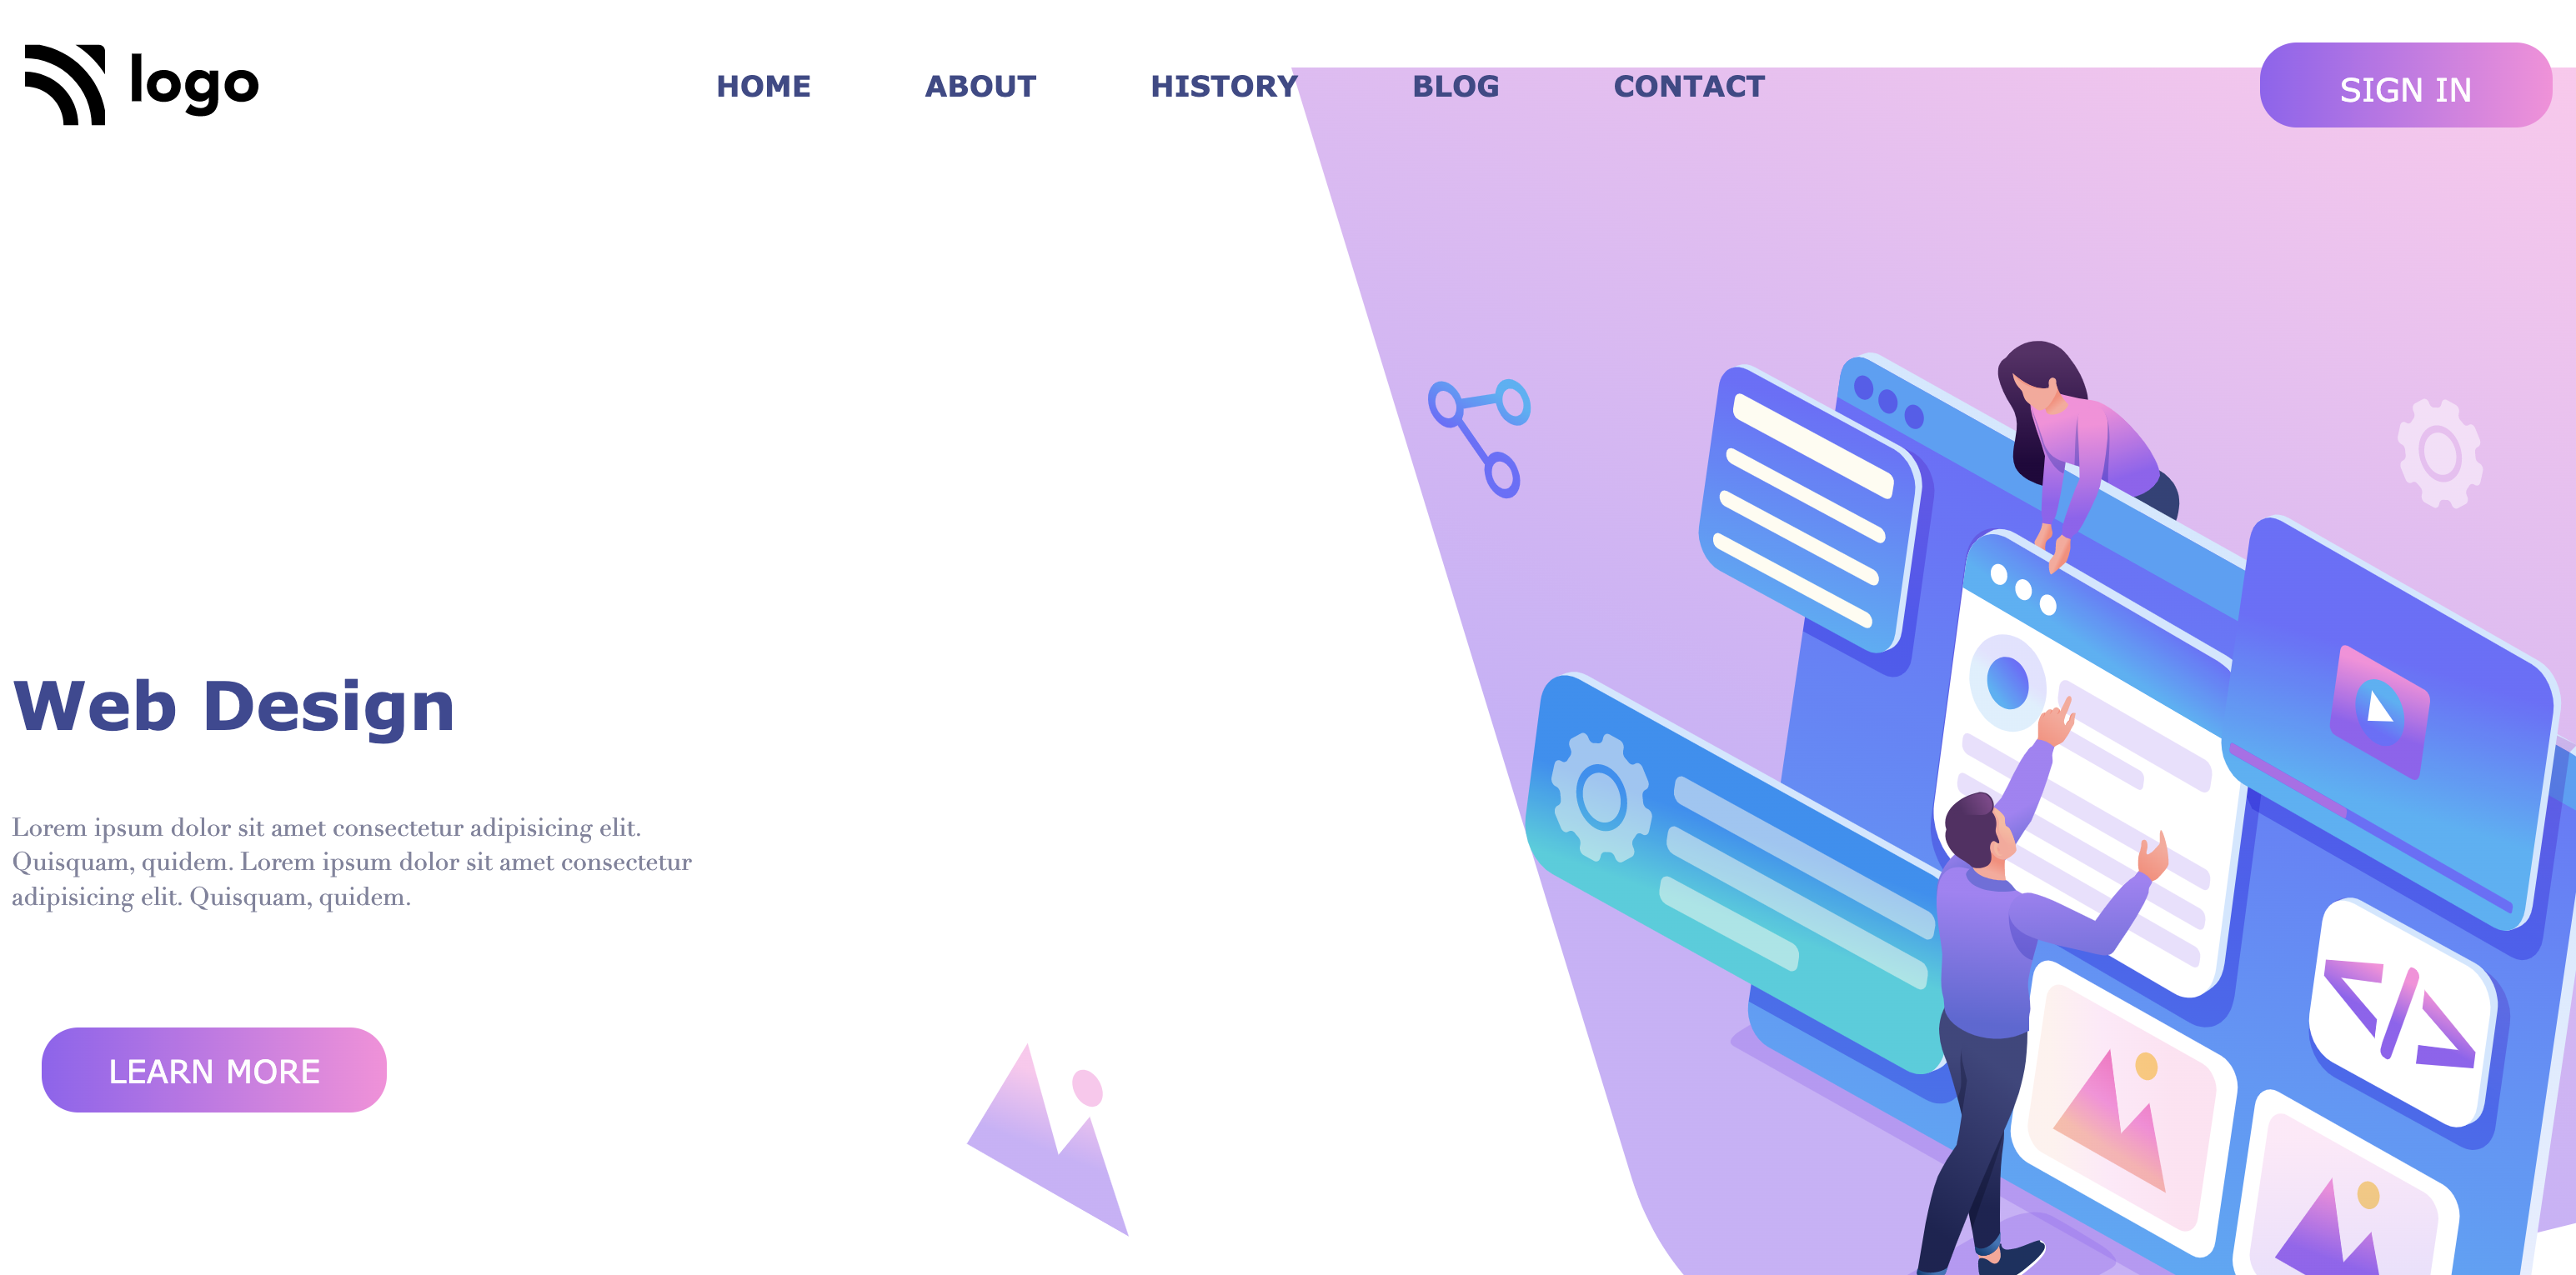 logo
HOME ABOUT HISTORY BLOG CONTACT
SIGN IN
Web Design
Lorem ipsum dolor sit amet consectetur adipisicing elit.
Quisquam, quidem. Lorem ipsum dolor sit amet consectetur
adipisicing elit. Quisquam, quidem.
LEARN MORE
</>